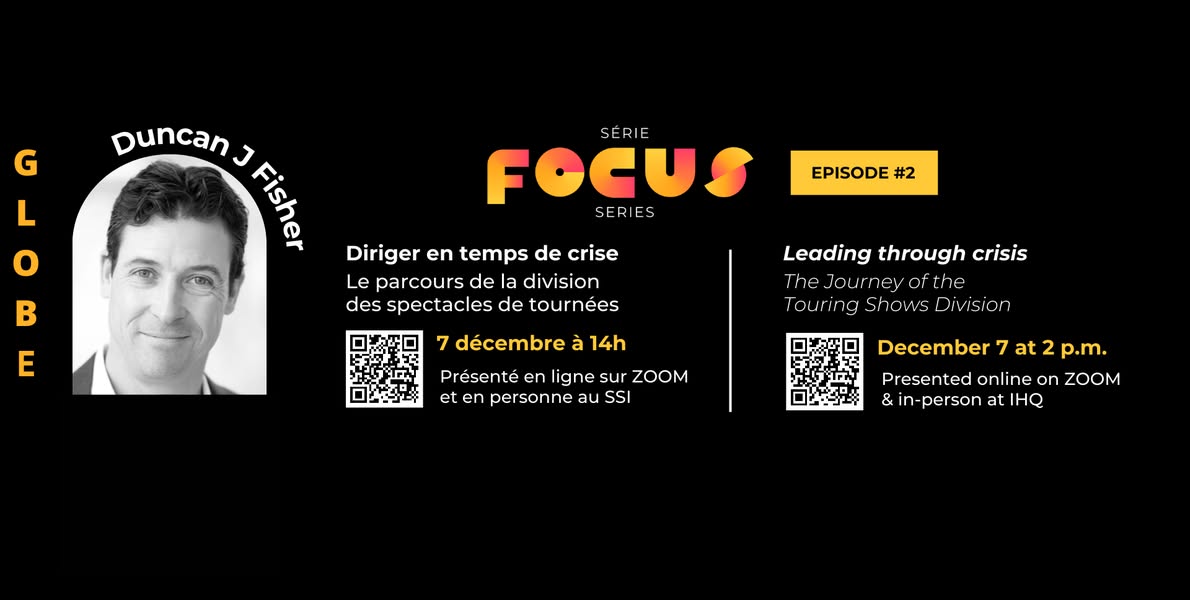 GLOBE
Duncan J Fisher
SÉRIE
FOCUS
SERIES
EPISODE #2
Diriger en temps de crise
Le parcours de la division
des spectacles de tournées
7 décembre à 14h
Présenté en ligne sur ZOOM
et en personne au SSI
Leading through crisis
The Journey of the
Touring Shows Division
December 7 at 2 p.m.
Presented online on ZOOM
& in-person at IHQ